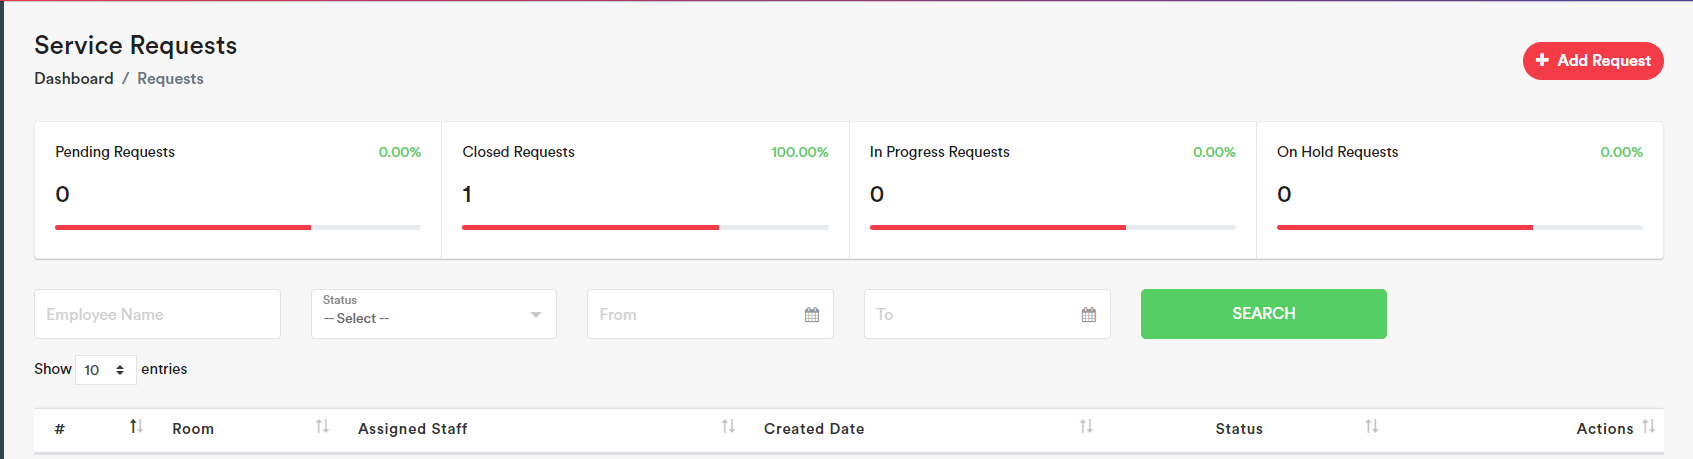 Service Requests
Dashboard / Requests
+ Add Request
Pending Requests 0.00%
0
Closed Requests 100.00%
1
In Progress Requests 0.00%
0
On Hold Requests 0.00%
0
Employee Name
Status
-- Select --
From
To
SEARCH
Show 10 entries
# Room Assigned Staff Created Date Status Actions